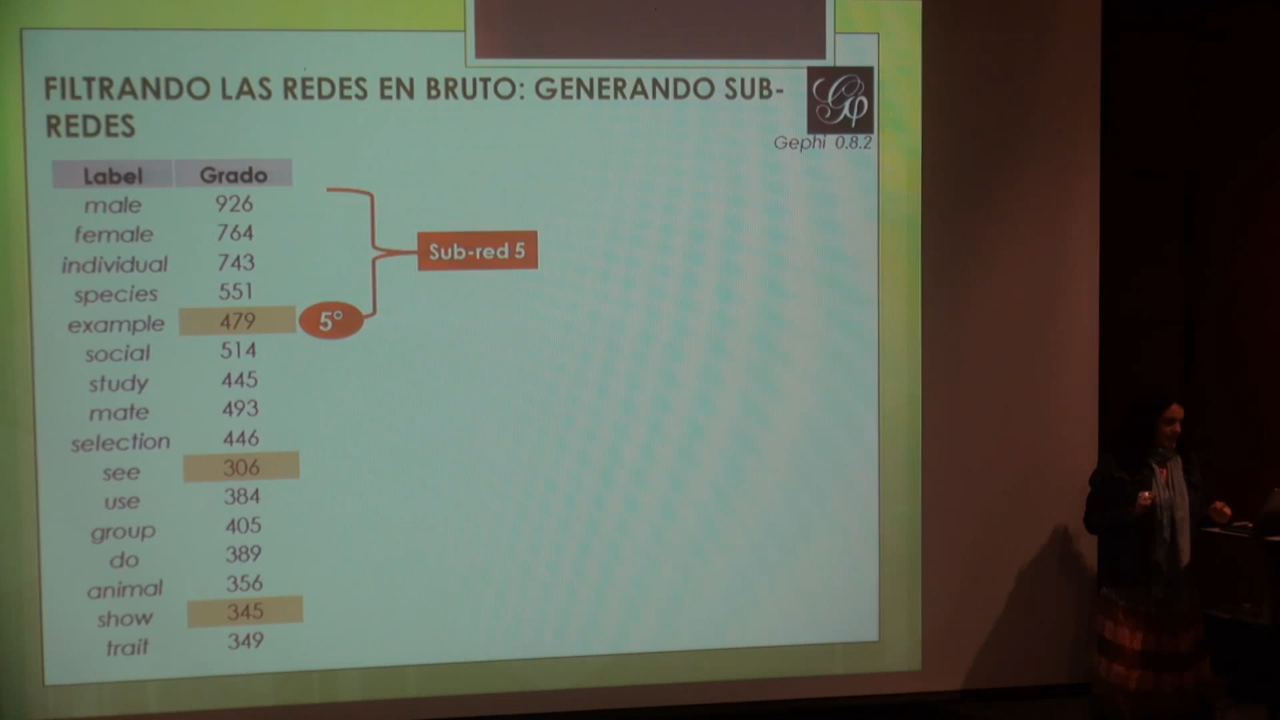 FILTRANDO LAS REDES EN BRUTO: GENERANDO SUB-
REDES
Gφ
Gephi 0.8.2
Label Grado
male 926
female 764
individual 743
species 551
example 479 5°
social 514
study 445
mate 493
selection 446
see 306
use 384
group 405
do 389
animal 356
show 345
trait 349
Sub-red 5